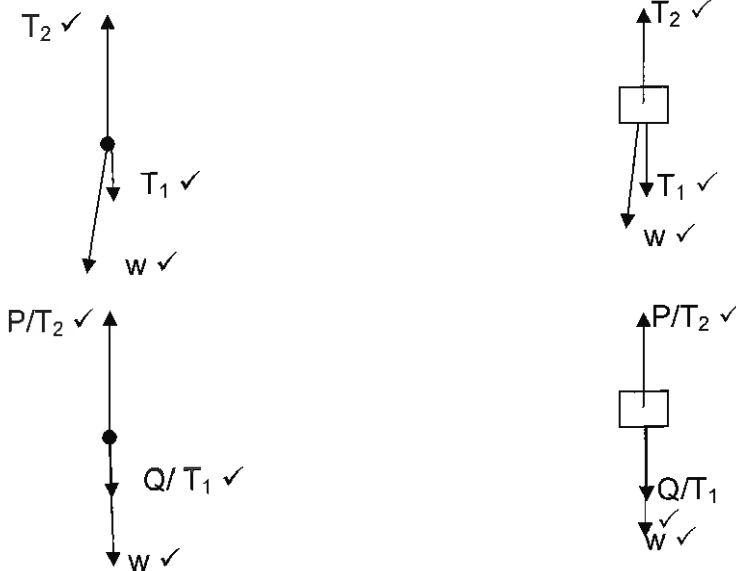 T₂ ✓
T₁ ✓
w ✓
T₂ ✓
T₁ ✓
w ✓
P/T₂ ✓
Q/ T₁ ✓
w ✓
P/T₂ ✓
Q/T₁
✓
w ✓